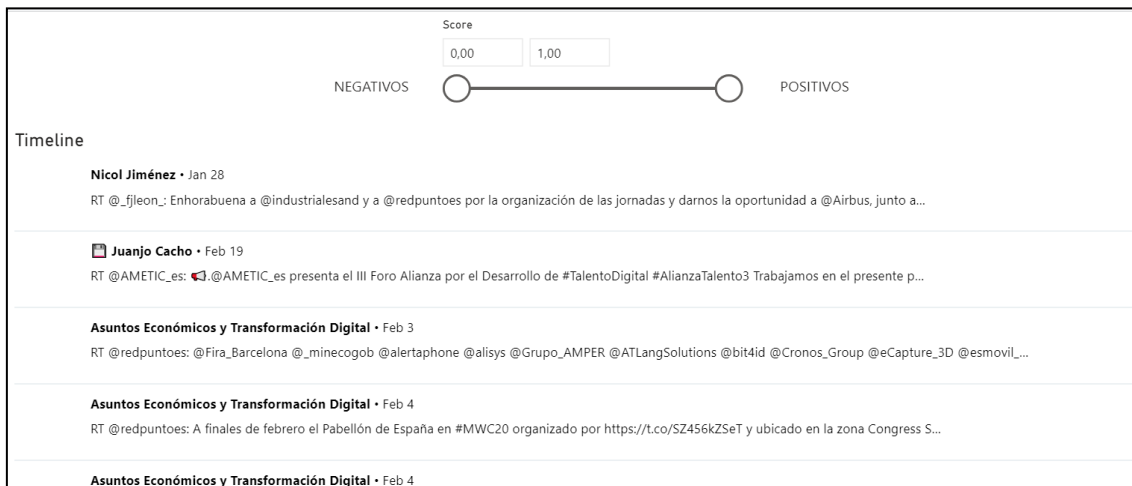 Score
0,00 1,00
NEGATIVOS POSITIVOS
Timeline
Nicol Jiménez • Jan 28
RT @_fjleon_: Enhorabuena a @industrialesand y a @redpuntoes por la organización de las jornadas y darnos la oportunidad a @Airbus, junto a...
💾 Juanjo Cacho • Feb 19
RT @AMETIC_es: 📢.@AMETIC_es presenta el III Foro Alianza por el Desarrollo de #TalentoDigital #AlianzaTalento3 Trabajamos en el presente p...
Asuntos Económicos y Transformación Digital • Feb 3
RT @redpuntoes: @Fira_Barcelona @_minecogob @alertaphone @alisys @Grupo_AMPER @ATLangSolutions @bit4id @Cronos_Group @eCapture_3D @esmovil_...
Asuntos Económicos y Transformación Digital • Feb 4
RT @redpuntoes: A finales de febrero el Pabellón de España en #MWC20 organizado por https://t.co/SZ456kZSeT y ubicado en la zona Congress S...
Asuntos Económicos y Transformación Digital • Feb 4